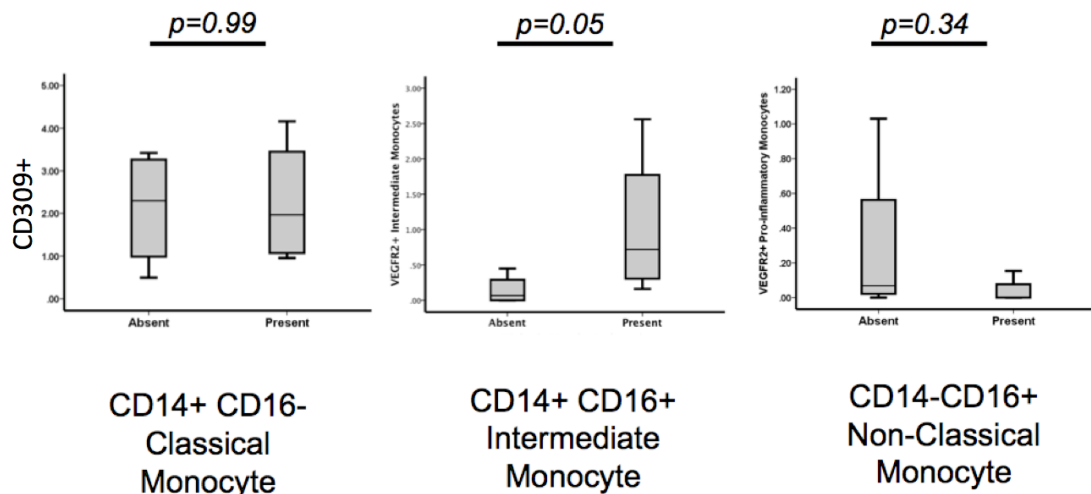 p=0.99
p=0.05
p=0.34
CD309+
5.00
4.00
3.00
2.00
1.00
.00
Absent
Present
VEGFR2+ Intermediate Monocytes
3.00
2.50
2.00
1.50
1.00
.50
.00
Absent
Present
VEGFR2+ Pro-inflammatory Monocytes
1.20
1.00
.80
.60
.40
.20
.00
Absent
Present
CD14+ CD16-
Classical
Monocyte
CD14+ CD16+
Intermediate
Monocyte
CD14-CD16+
Non-Classical
Monocyte